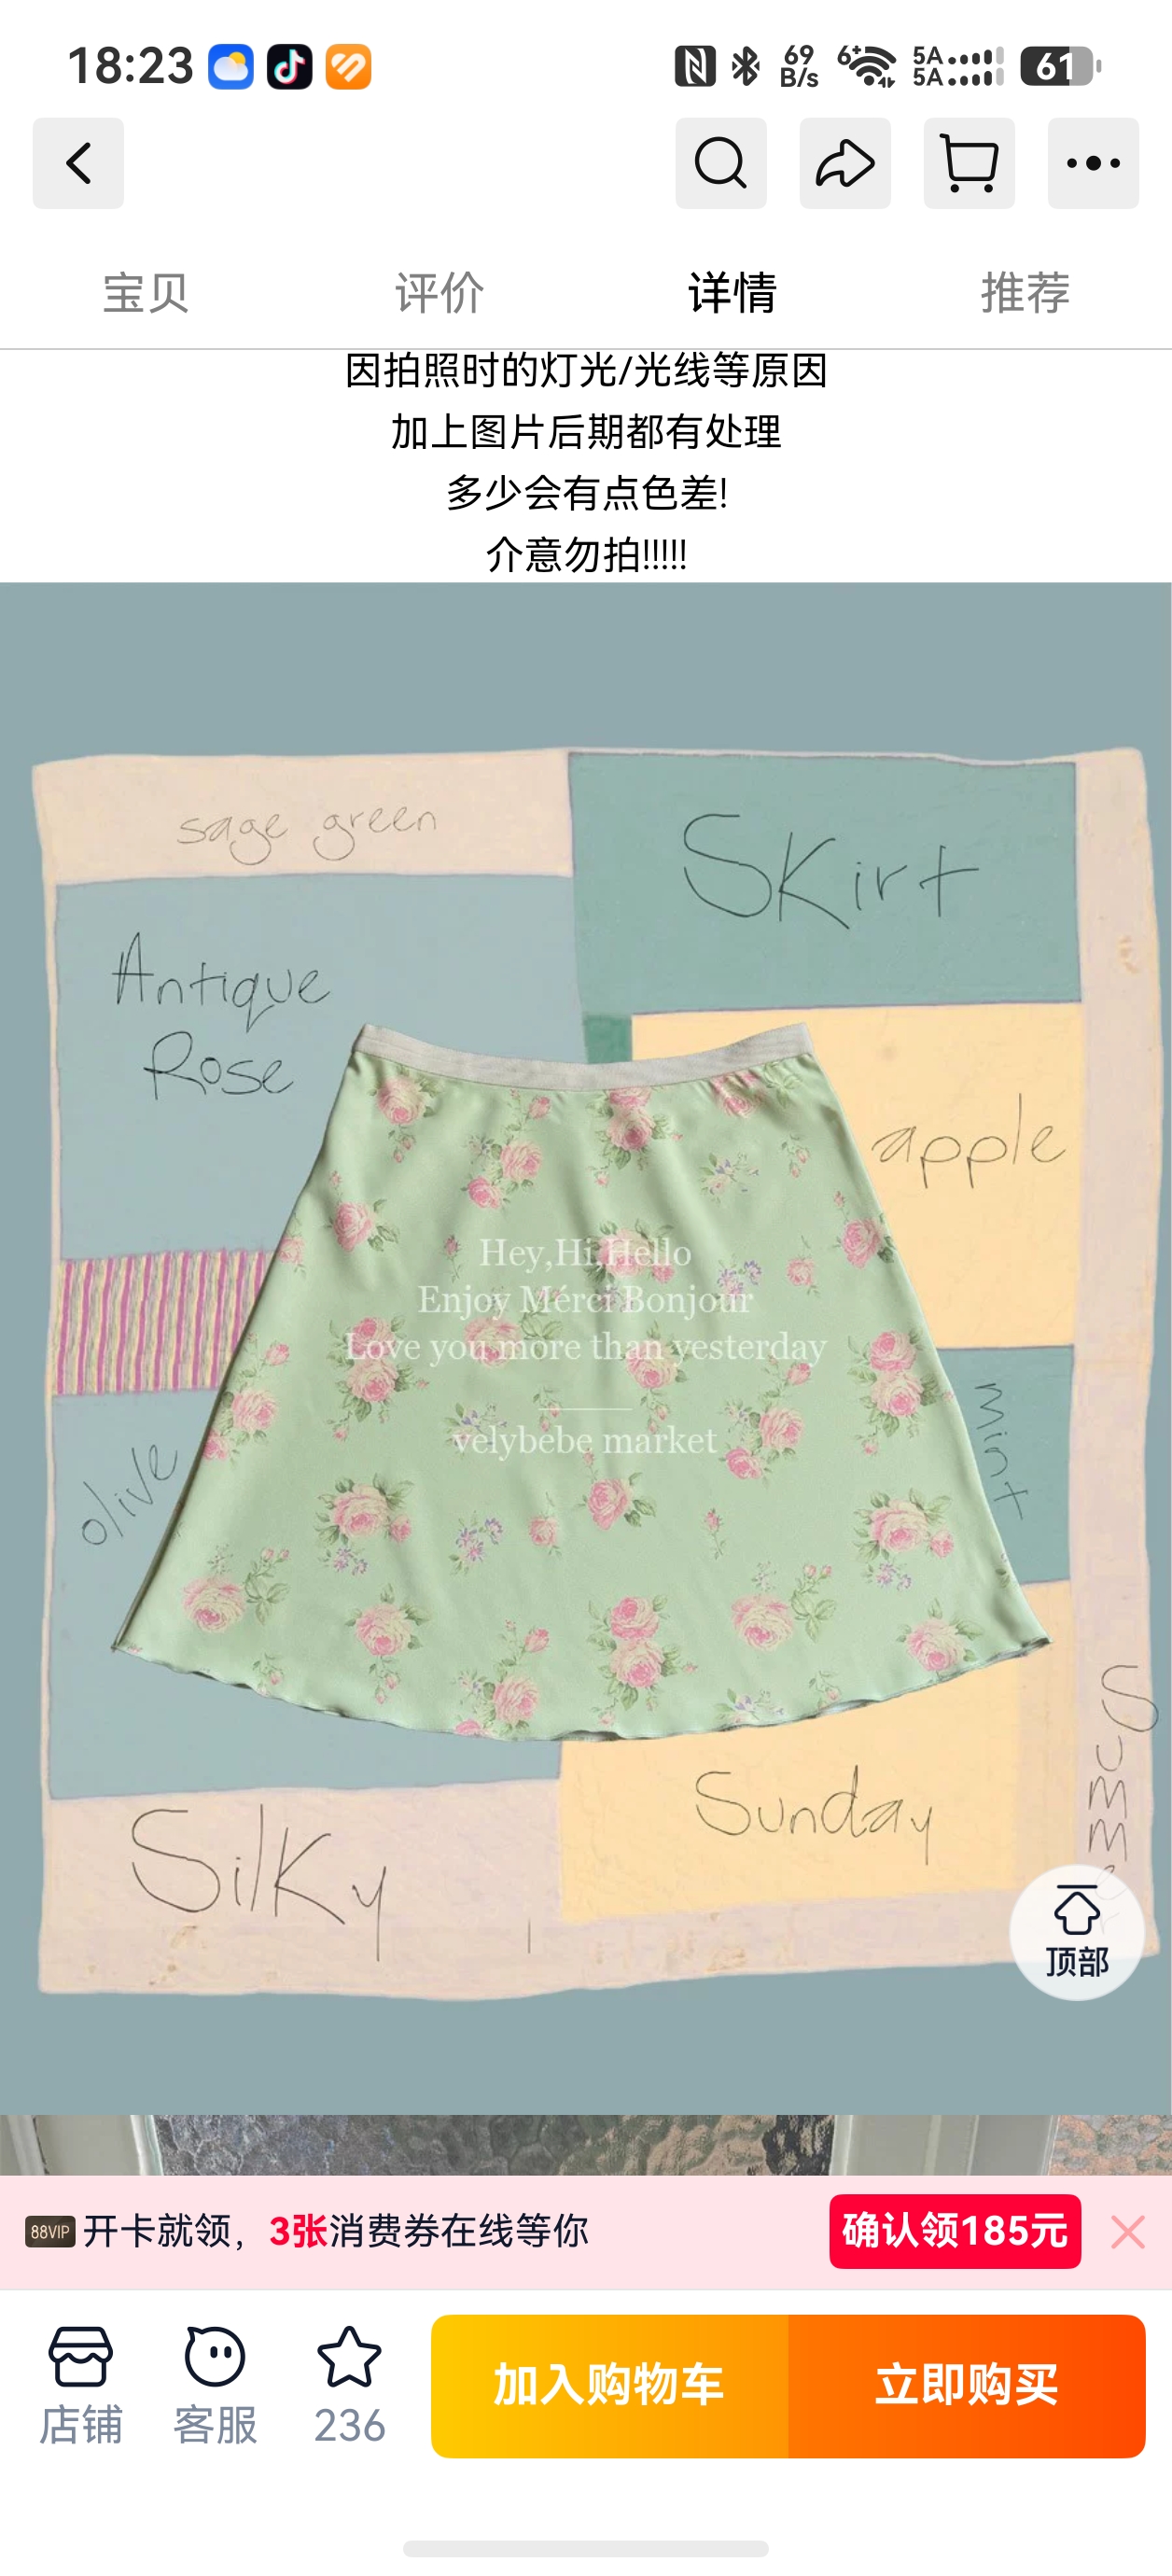 18:23
69
B/s
6+
5A
5A
61
宝贝
评价
详情
推荐
因拍照时的灯光/光线等原因
加上图片后期都有处理
多少会有点色差!
介意勿拍!!!!!
sage green
Skirt
Antique
Rose
apple
Hey,Hi,Hello
Enjoy Mérci Bonjour
Love you more than yesterday
velybebe market
mint
olive
Sunday
Summer
Silky
顶部
88VIP 开卡就领，3张消费券在线等你
确认领185元
店铺
客服
236
加入购物车
立即购买